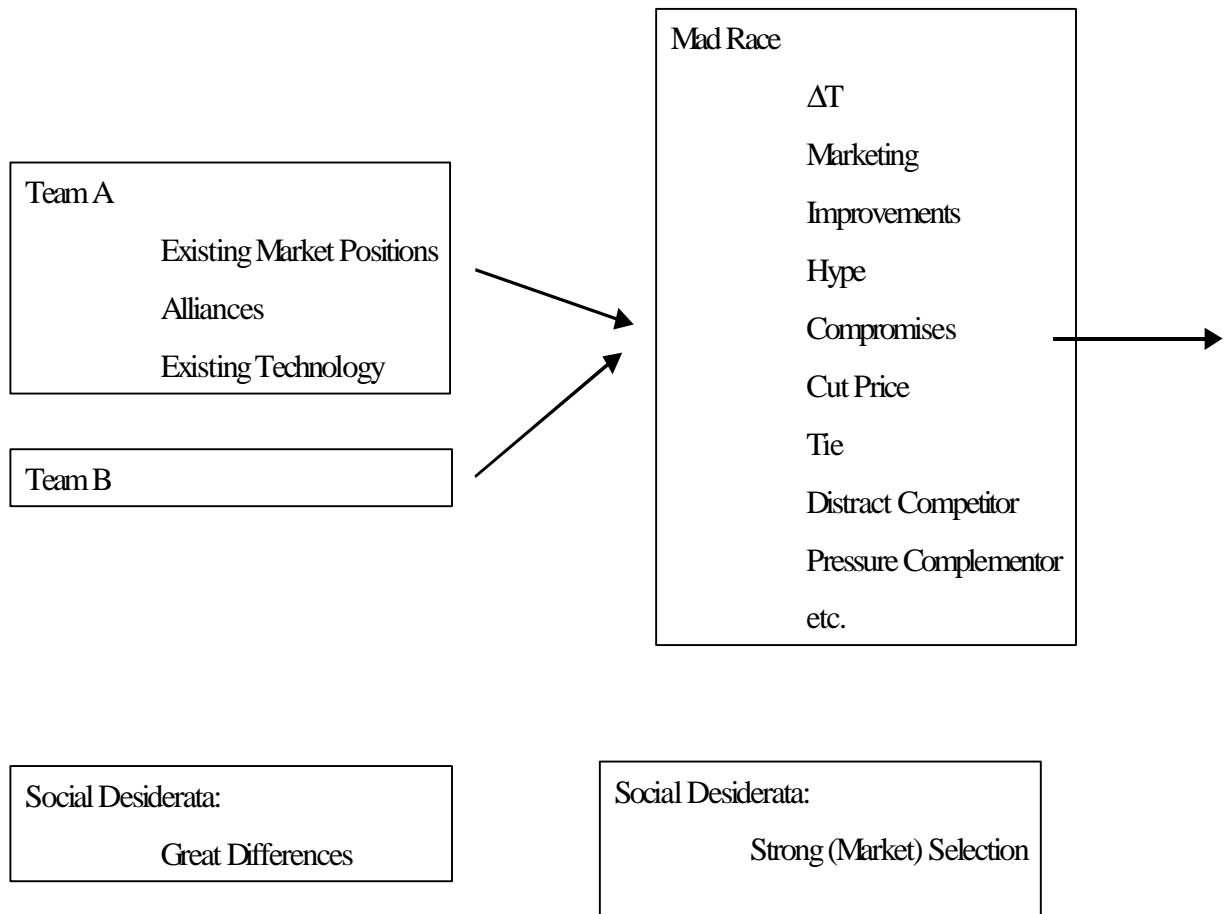 Mad Race
ΔT
Marketing
Improvements
Hype
Compromises
Cut Price
Tie
Distract Competitor
Pressure Complementor
etc.
Team A
Existing Market Positions
Alliances
Existing Technology
Team B
Social Desiderata:
Great Differences
Social Desiderata:
Strong (Market) Selection